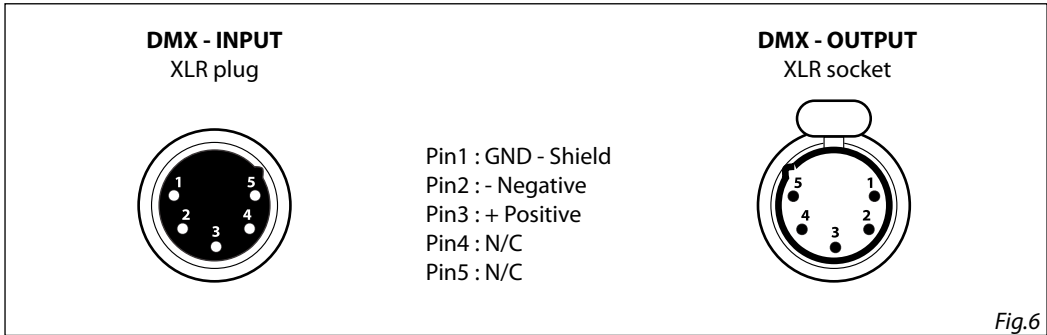 DMX - INPUT
XLR plug
1
5
2
4
3
Pin1 : GND - Shield
Pin2 : - Negative
Pin3 : + Positive
Pin4 : N/C
Pin5 : N/C
DMX - OUTPUT
XLR socket
5
1
4
2
3
Fig.6